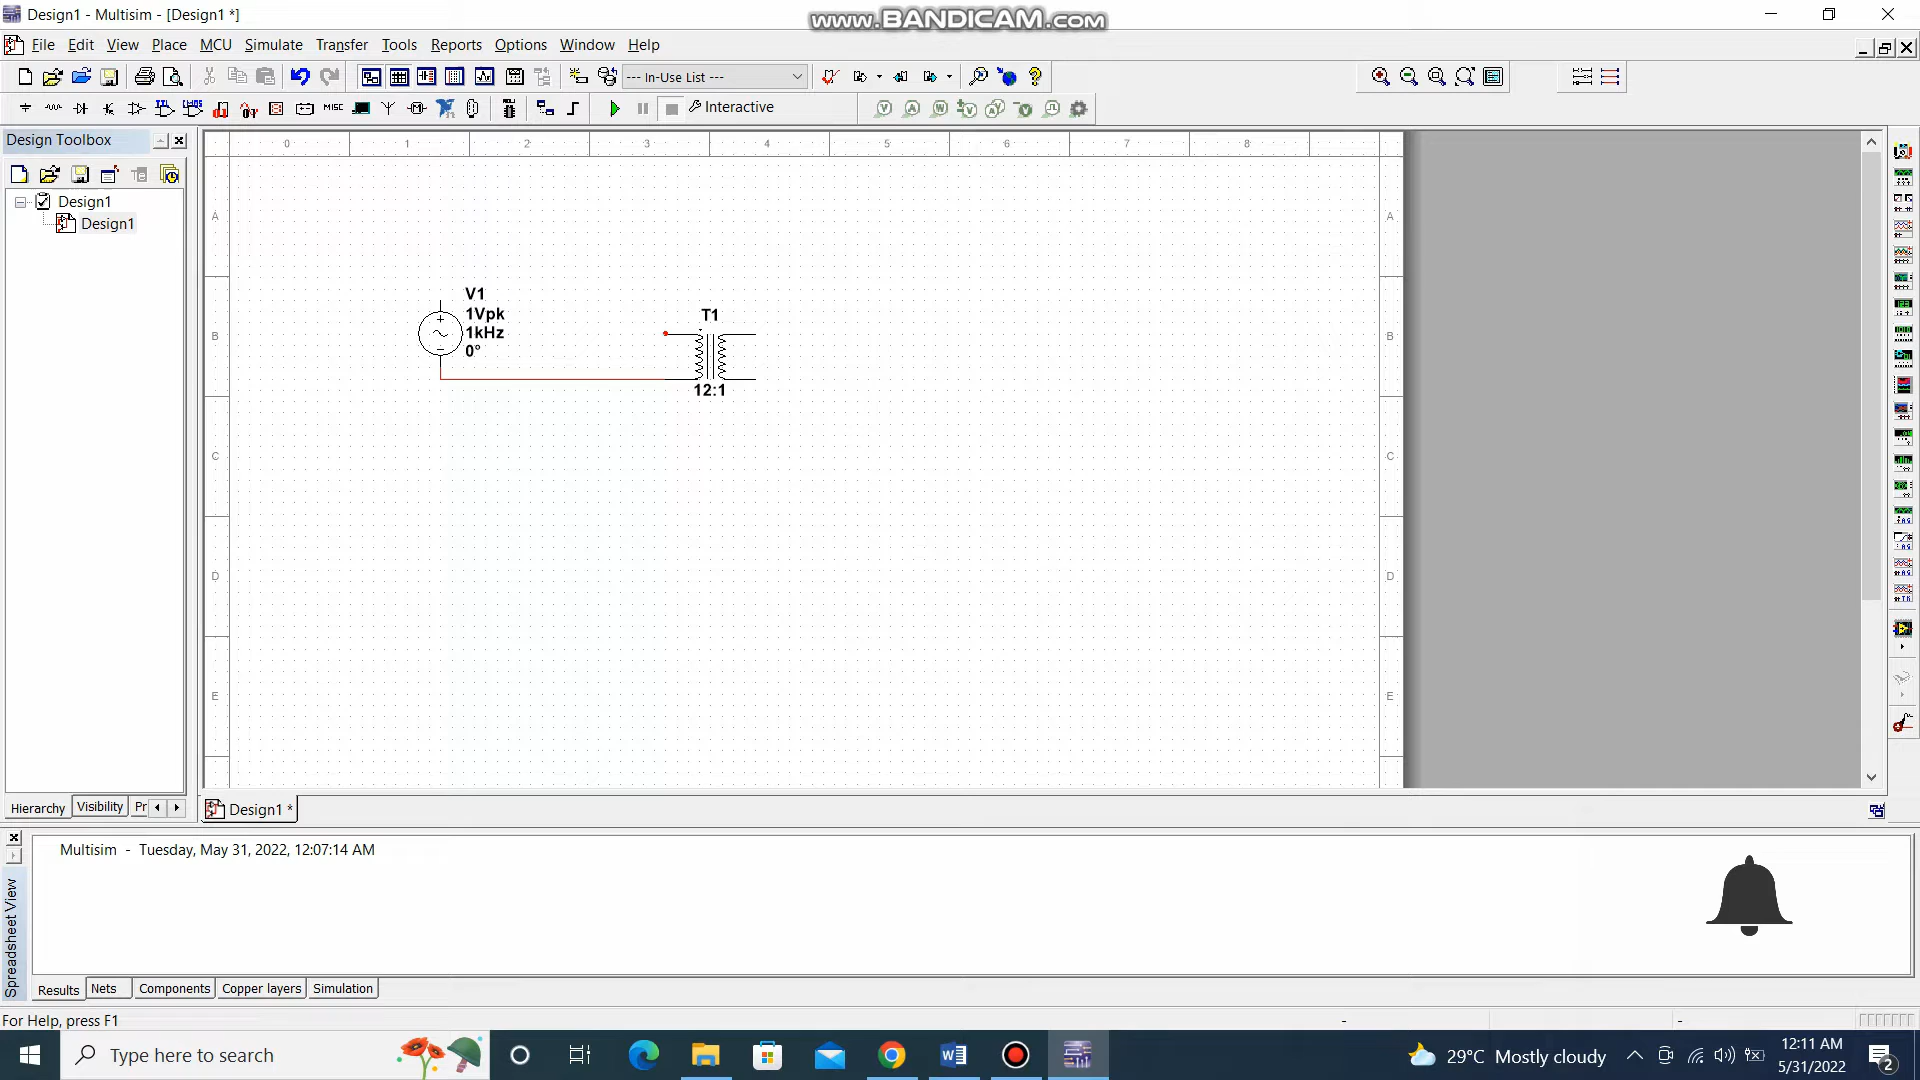 Design1 - Multisim - [Design1 *]
www.BANDICAM.com
File Edit View Place MCU Simulate Transfer Tools Reports Options Window Help
--- In-Use List ---
MISC
Interactive
Design Toolbox
0 1 2 3 4 5 6 7 8
Design1
Design1
A A
V1
1Vpk
1kHz
0°
T1
12:1
B B
C C
D D
E E
Hierarchy Visibility Pr
Design1 *
Multisim - Tuesday, May 31, 2022, 12:07:14 AM
Spreadsheet View
Results Nets Components Copper layers Simulation
For Help, press F1
- -
Type here to search
29°C Mostly cloudy
12:11 AM
5/31/2022
2